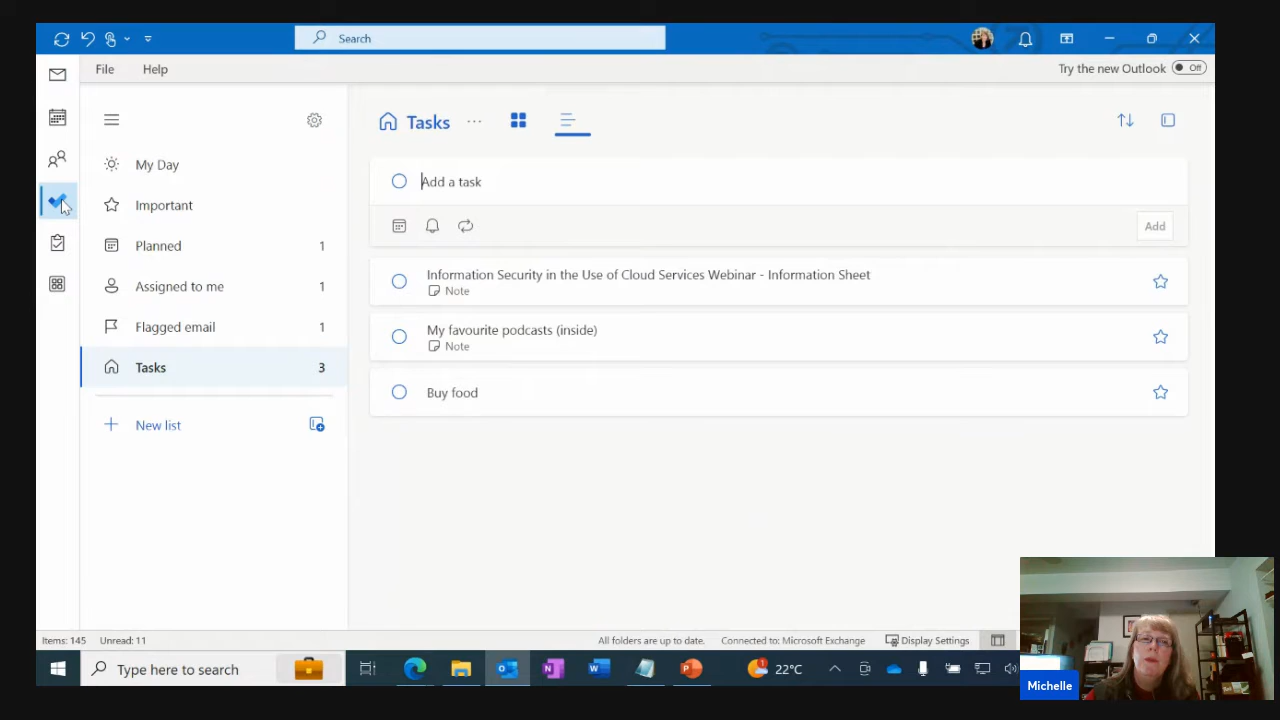 Search
File
Help
Try the new Outlook
Off
My Day
Important
Planned
1
Assigned to me
1
Flagged email
1
Tasks
3
New list
Tasks
Add a task
Add
Information Security in the Use of Cloud Services Webinar - Information Sheet
Note
My favourite podcasts (inside)
Note
Buy food
Items: 145
Unread: 11
All folders are up to date.
Connected to: Microsoft Exchange
Display Settings
Type here to search
22°C
Michelle